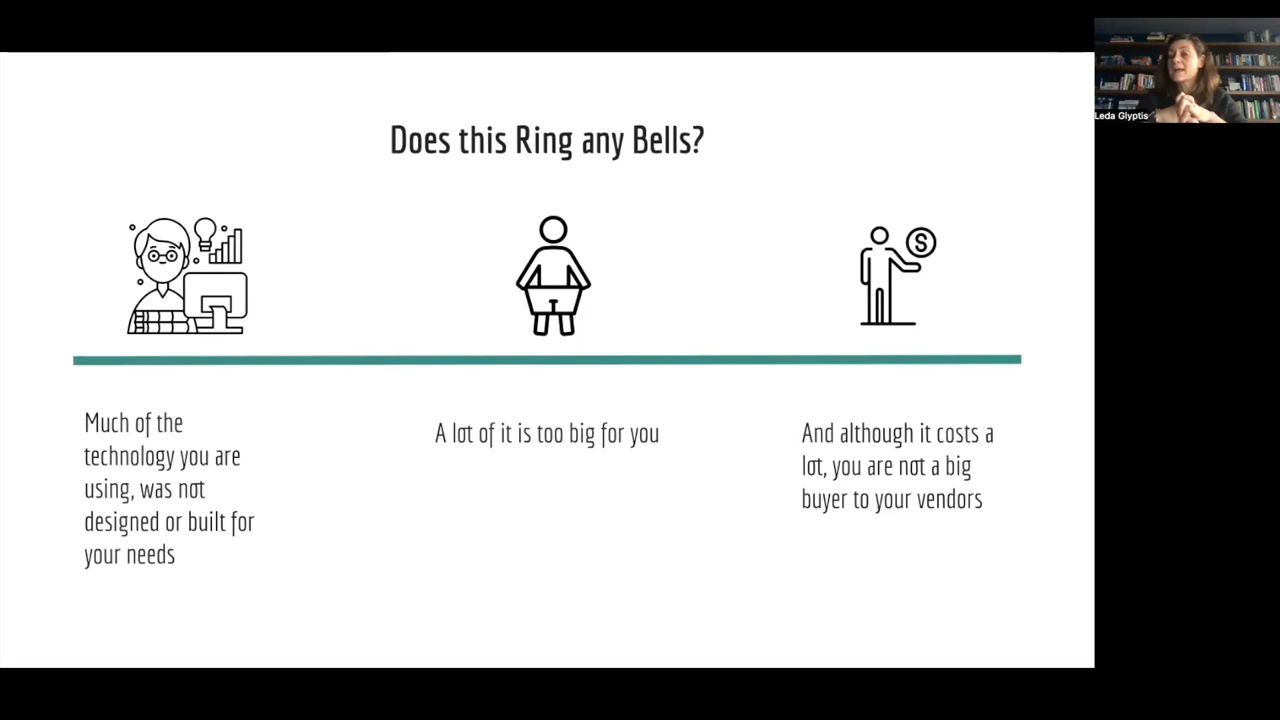 Leda Glyptis
Does this Ring any Bells?
Much of the
technology you are
using, was not
designed or built for
your needs
A lot of it is too big for you
And although it costs a
lot, you are not a big
buyer to your vendors